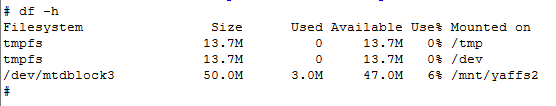 # df -h
Filesystem                Size      Used Available Use% Mounted on
tmpfs                    13.7M         0     13.7M   0% /tmp
tmpfs                    13.7M         0     13.7M   0% /dev
/dev/mtdblock3           50.0M      3.0M     47.0M   6% /mnt/yaffs2
#